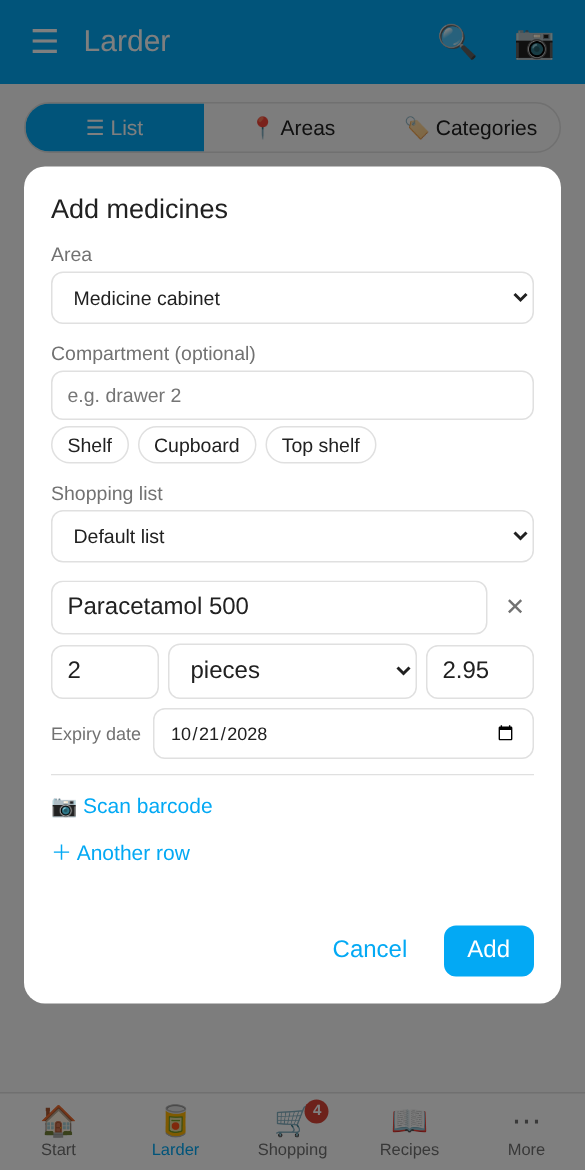 ☰ Larder 🔍 📷
☰ List 📍 Areas 🏷️ Categories
Add medicines
Area
Medicine cabinet
Compartment (optional)
e.g. drawer 2
Shelf Cupboard Top shelf
Shopping list
Default list
Paracetamol 500 ✕
2 pieces 2.95
Expiry date 10/21/2028
📷 Scan barcode
+ Another row
Cancel Add
4
Start Larder Shopping Recipes More